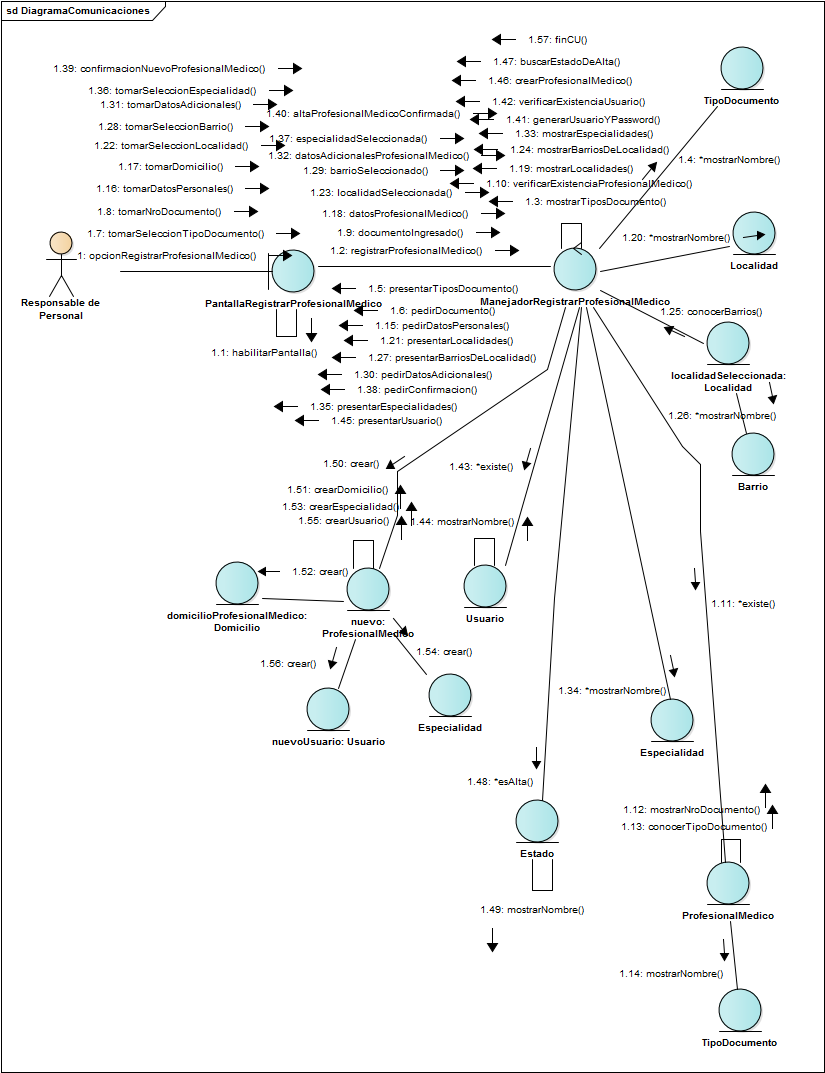 sd DiagramaComunicaciones
1.57: finCU()
1.39: confirmacionNuevoProfesionalMedico()
1.47: buscarEstadoDeAlta()
1.46: crearProfesionalMedico()
1.36: tomarSeleccionEspecialidad()
1.31: tomarDatosAdicionales()
1.42: verificarExistenciaUsuario()
TipoDocumento
1.40: altaProfesionalMedicoConfirmada()
1.41: generarUsuarioYPassword()
1.28: tomarSeleccionBarrio()
1.33: mostrarEspecialidades()
1.37: especialidadSeleccionada()
1.22: tomarSeleccionLocalidad()
1.24: mostrarBarriosDeLocalidad()
1.32: datosAdicionalesProfesionalMedico()
1.4: *mostrarNombre()
1.17: tomarDomicilio()
1.29: barrioSeleccionado()
1.19: mostrarLocalidades()
1.10: verificarExistenciaProfesionalMedico()
1.16: tomarDatosPersonales()
1.23: localidadSeleccionada()
1.3: mostrarTiposDocumento()
1.8: tomarNroDocumento()
1.18: datosProfesionalMedico()
1.7: tomarSeleccionTipoDocumento()
1.9: documentoIngresado()
1.20: *mostrarNombre()
1.2: registrarProfesionalMedico()
1: opcionRegistrarProfesionalMedico()
Localidad
Responsable de
Personal
PantallaRegistrarProfesionalMedico
ManejadorRegistrarProfesionalMedico
1.5: presentarTiposDocumento()
1.6: pedirDocumento()
1.25: conocerBarrios()
1.15: pedirDatosPersonales()
1.21: presentarLocalidades()
1.1: habilitarPantalla()
1.27: presentarBarriosDeLocalidad()
1.30: pedirDatosAdicionales()
localidadSeleccionada:
Localidad
1.38: pedirConfirmacion()
1.35: presentarEspecialidades()
1.26: *mostrarNombre()
1.45: presentarUsuario()
1.50: crear()
1.43: *existe()
Barrio
1.51: crearDomicilio()
1.53: crearEspecialidad()
1.55: crearUsuario()
1.44: mostrarNombre()
1.52: crear()
domicilioProfesionalMedico:
Domicilio
nuevo:
ProfesionalMedico
Usuario
1.11: *existe()
1.54: crear()
1.56: crear()
1.34: *mostrarNombre()
Especialidad
nuevoUsuario: Usuario
Especialidad
1.48: *esAlta()
1.12: mostrarNroDocumento()
1.13: conocerTipoDocumento()
Estado
1.49: mostrarNombre()
ProfesionalMedico
1.14: mostrarNombre()
TipoDocumento